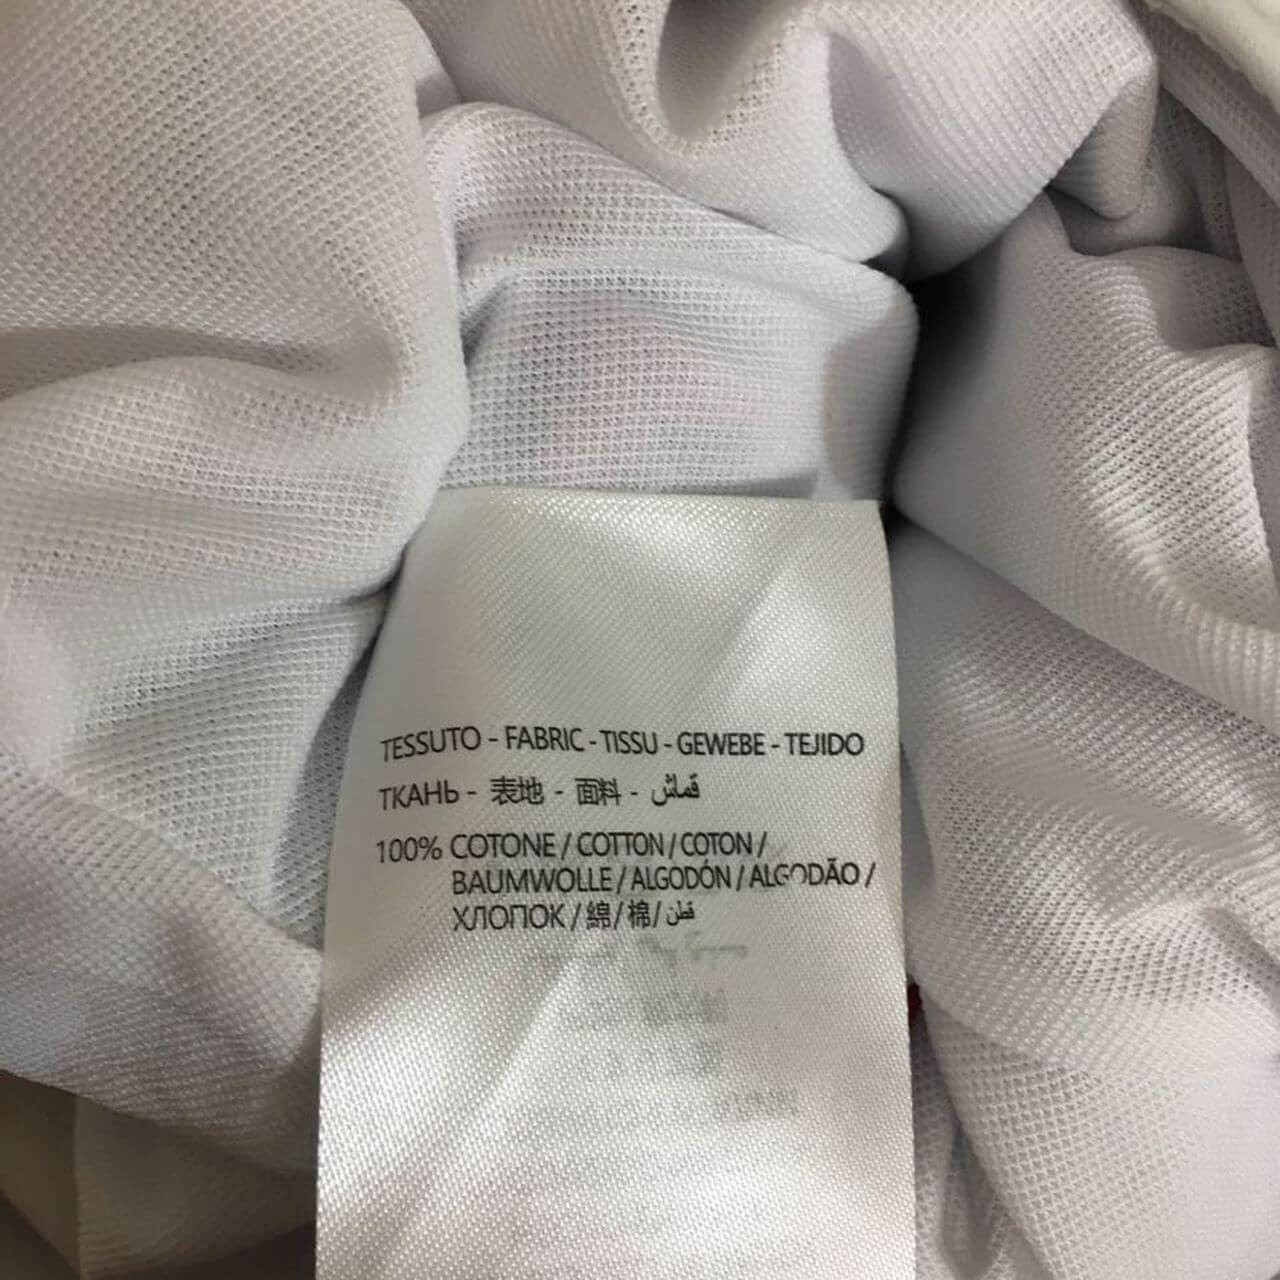 TESSUTO - FABRIC - TISSU - GEWEBE - TEJIDO
ТКАНЬ - 表地 - 面料 - قماش
100% COTONE / COTTON / COTON /
BAUMWOLLE / ALGODÓN / ALGODÃO /
ХЛОПОК / 綿 / 棉 / قطن